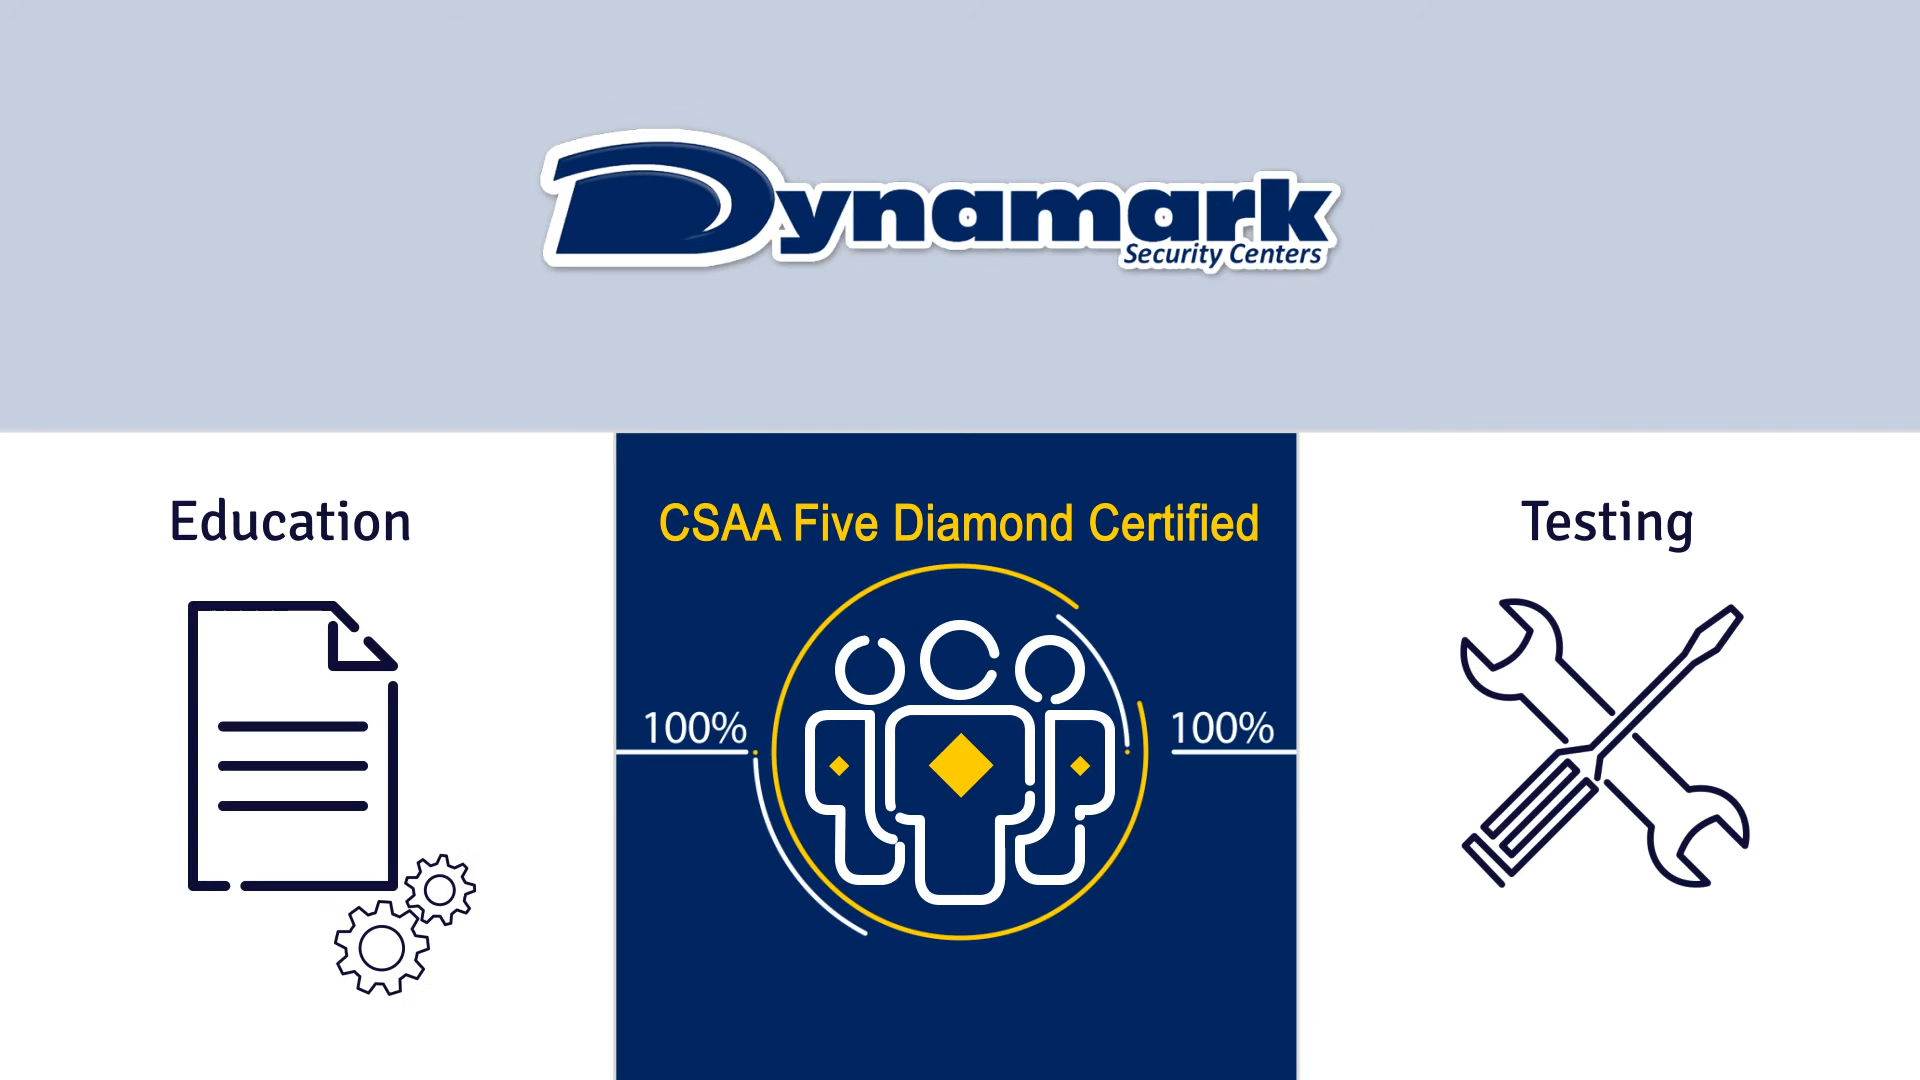 Dynamark
Security Centers
Education
CSAA Five Diamond Certified
Testing
100%
100%